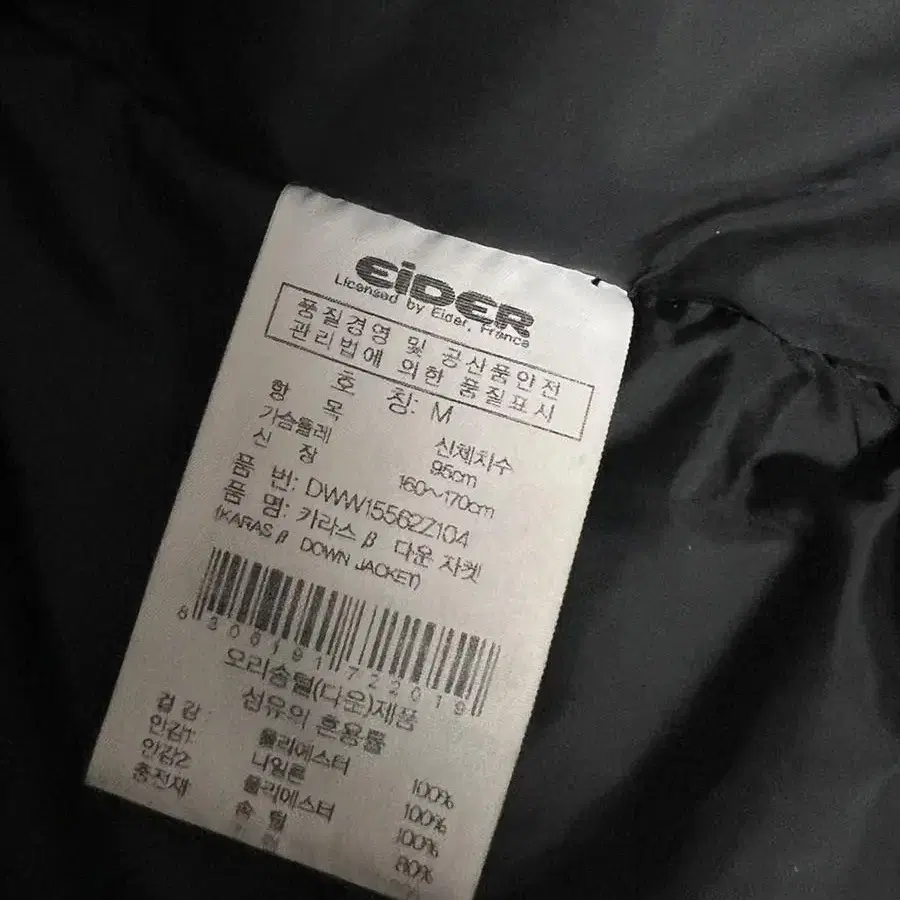 EiDER
Licensed by Eider, France
품질경영 및 공산품안전
관리법에 의한 품질표시
호 칭: M
항 목 신체치수
가슴둘레 95cm
신 장 160~170cm
품 번: DWW15562Z104
품 명: 카라스 β 다운 자켓
(KARAS β DOWN JACKET)
8 806191 722019
오리솜털(다운)제품
섬유의 혼용률
겉감: 폴리에스터 100%
안감1 나일론 100%
안감2 폴리에스터 100%
충전재 솜털 80%